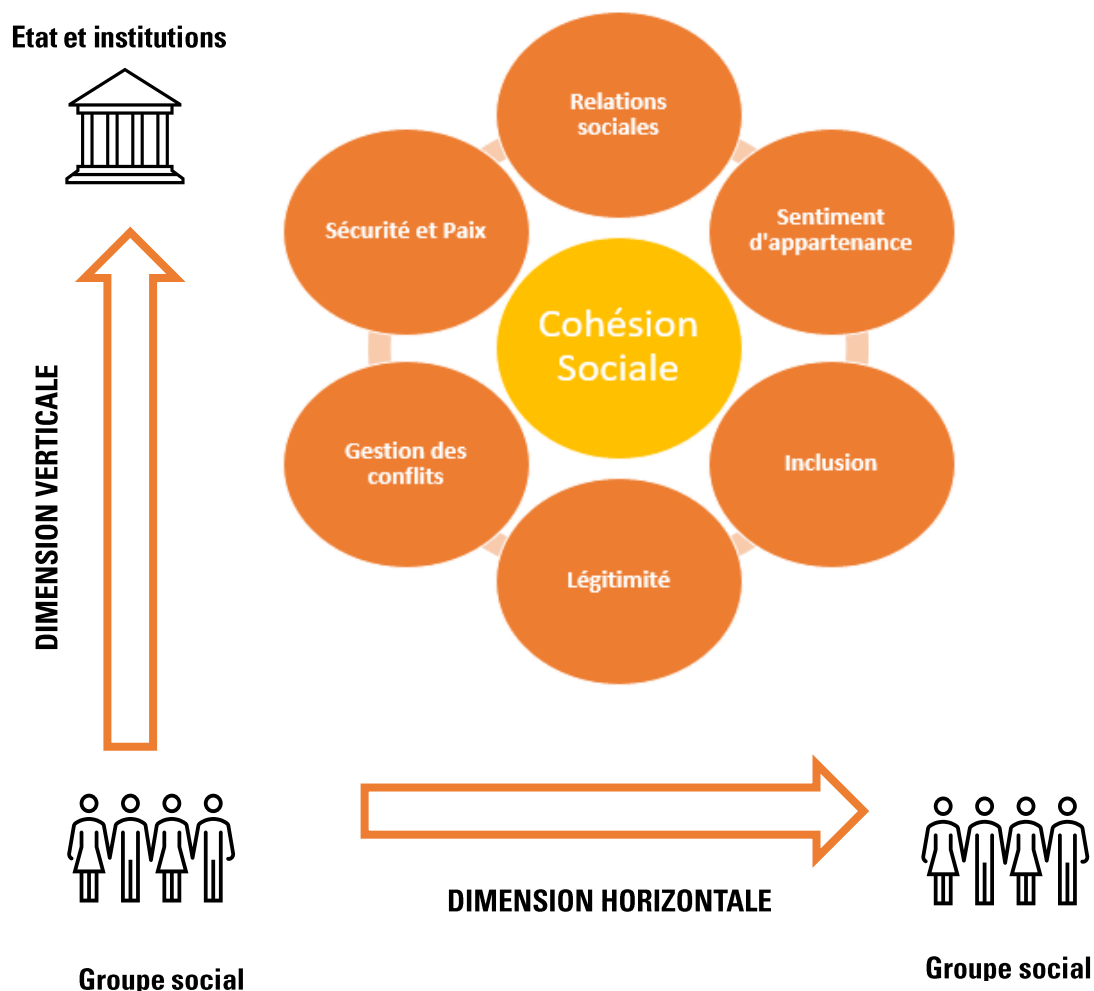 Etat et institutions
Relations
sociales
Sentiment
d'appartenance
Inclusion
Légitimité
Gestion des
conflits
Sécurité et Paix
Cohésion
Sociale
DIMENSION VERTICALE
DIMENSION HORIZONTALE
Groupe social
Groupe social